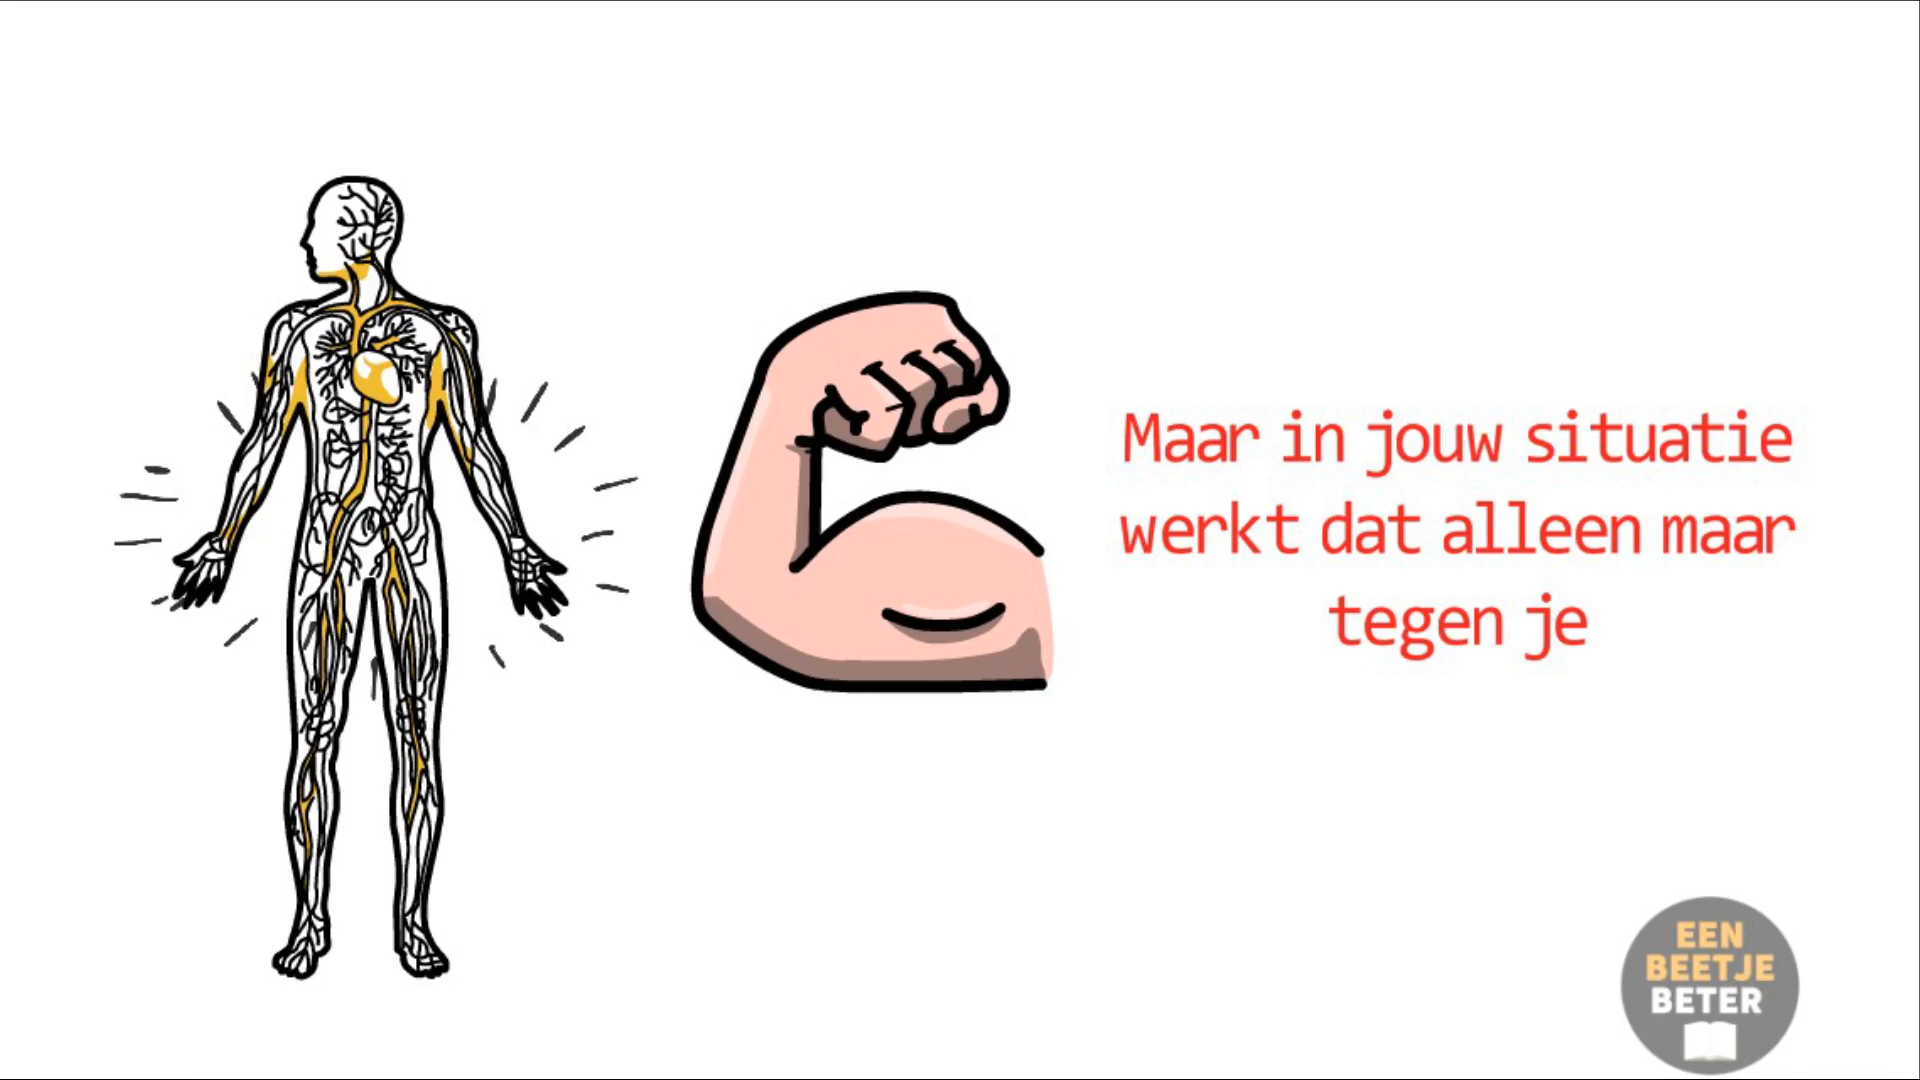 Maar in jouw situatie
werkt dat alleen maar
tegen je
EEN
BEETJE
BETER